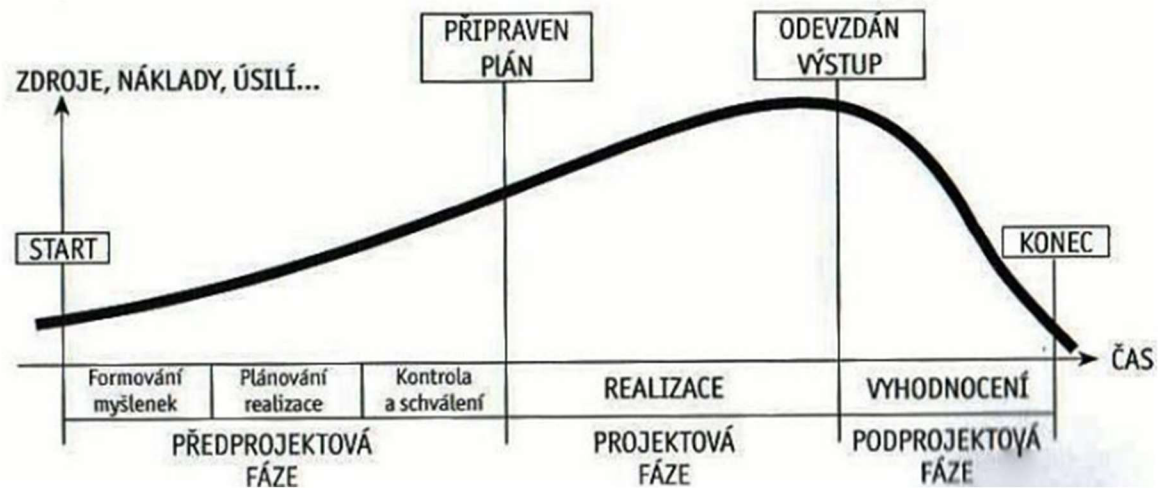 PŘIPRAVEN
PLÁN
ODEVZDÁN
VÝSTUP
ZDROJE, NÁKLADY, ÚSILÍ...
START
KONEC
ČAS
Formování
myšlenek
Plánování
realizace
Kontrola
a schválení
REALIZACE
VYHODNOCENÍ
PŘEDPROJEKTOVÁ
FÁZE
PROJEKTOVÁ
FÁZE
PODPROJEKTOVÁ
FÁZE